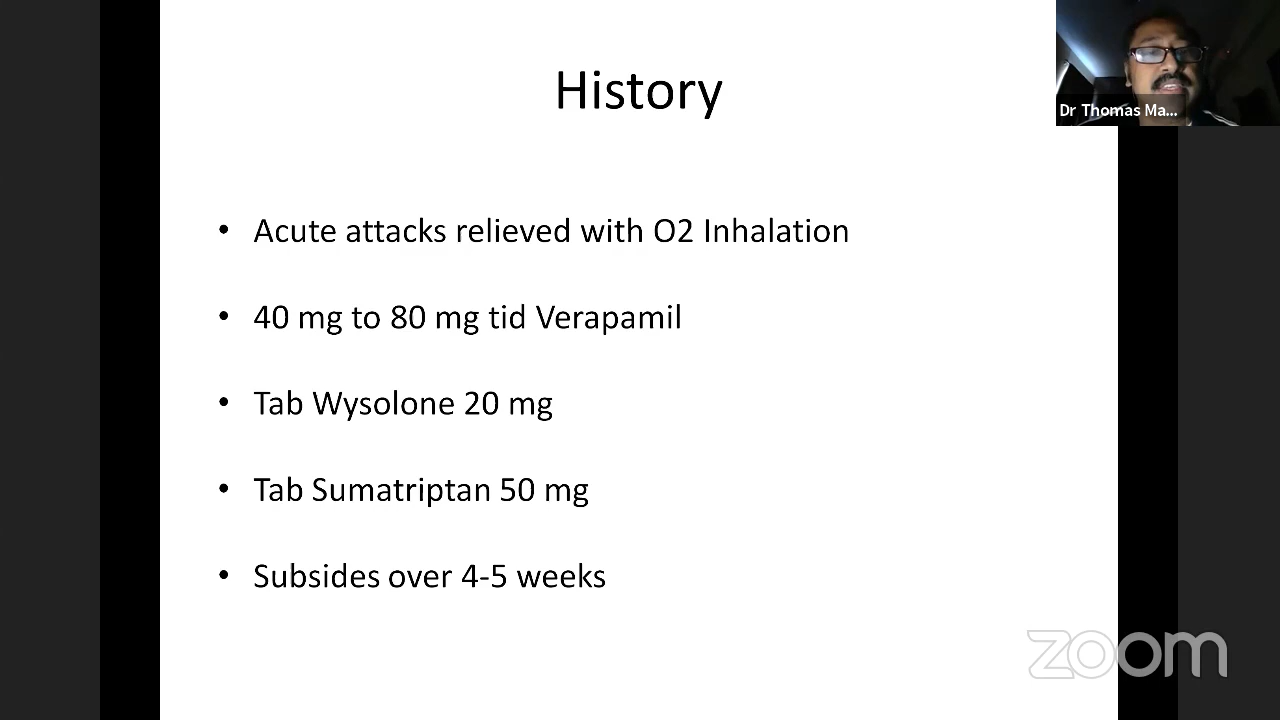 History
Dr Thomas Ma...
• Acute attacks relieved with O2 Inhalation
• 40 mg to 80 mg tid Verapamil
• Tab Wysolone 20 mg
• Tab Sumatriptan 50 mg
• Subsides over 4-5 weeks
zoom